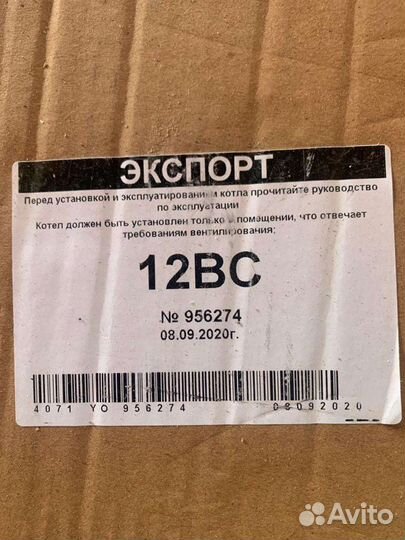 ЭКСПОРТ
Перед установкой и эксплуатированием котла прочитайте руководство
по эксплуатации
Котел должен быть установлен только в помощении, что отвечает
требованиям вентилирования:
12ВС
№ 956274
08.09.2020г.
4071 YO 956274 08092020
Avito